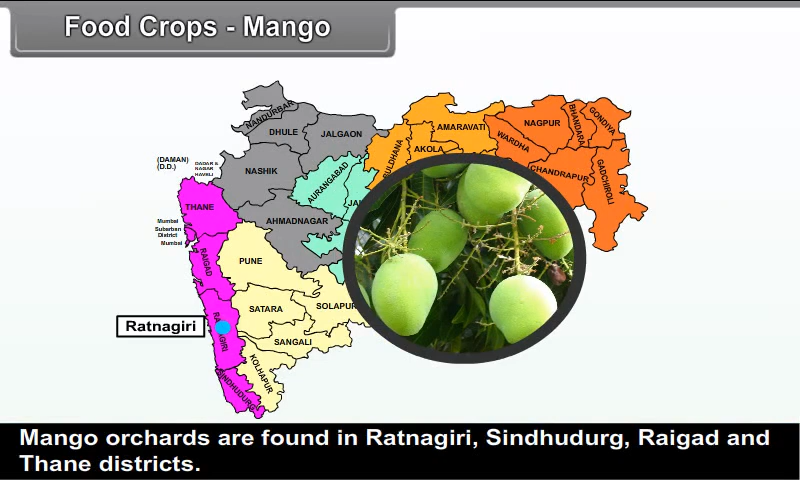 Food Crops - Mango
NANDURBAR
DHULE
JALGAON
AMARAVATI
NAGPUR
BHANDARA
GONDIYA
WARDHA
AKOLA
BULDHANA
(DAMAN)
(D.D.)
DADAR &
NAGAR
HAVELI
NASHIK
AURANGABAD
CHANDRAPUR
GADCHIROLI
THANE
AHMADNAGAR
Mumbai
Suburban
District
Mumbai
RAIGAD
PUNE
SATARA
SOLAPUR
Ratnagiri
SANGALI
KOLHAPUR
SINDHUDURG
Mango orchards are found in Ratnagiri, Sindhudurg, Raigad and
Thane districts.